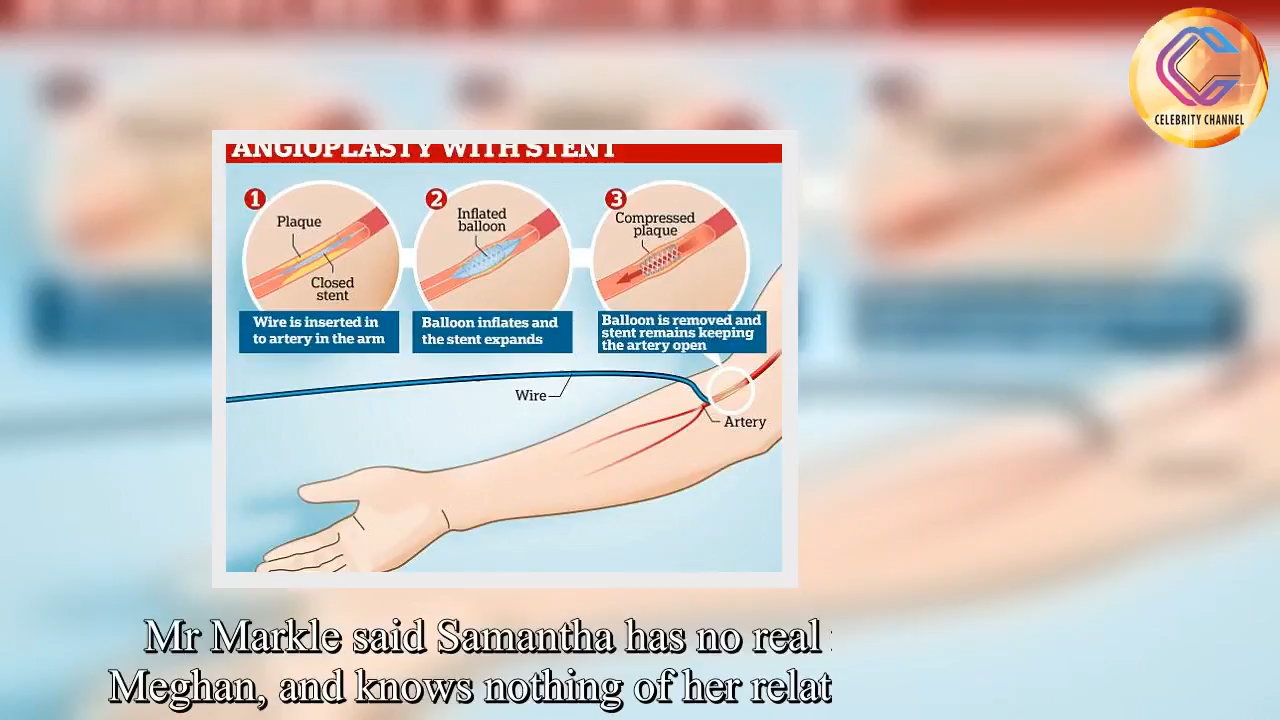 CELEBRITY CHANNEL
ANGIOPLASTY WITH STENT
1
Plaque
Closed
stent
Wire is inserted in
to artery in the arm
2
Inflated
balloon
Balloon inflates and
the stent expands
3
Compressed
plaque
Balloon is removed and
stent remains keeping
the artery open
Wire
Artery
Mr Markle said Samantha has no real
Meghan, and knows nothing of her